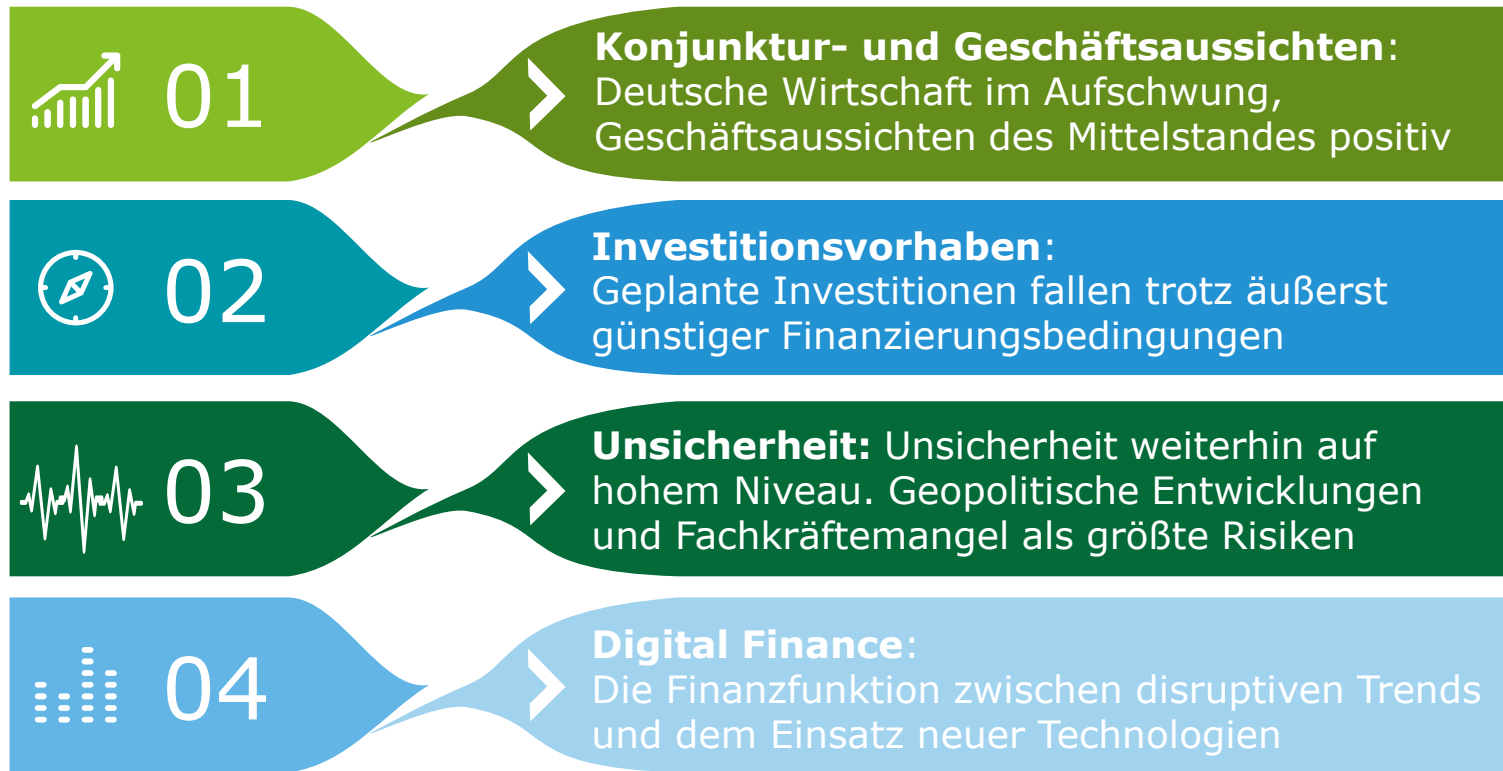 01
Konjunktur- und Geschäftsaussichten:
Deutsche Wirtschaft im Aufschwung,
Geschäftsaussichten des Mittelstandes positiv
02
Investitionsvorhaben:
Geplante Investitionen fallen trotz äußerst
günstiger Finanzierungsbedingungen
03
Unsicherheit: Unsicherheit weiterhin auf
hohem Niveau. Geopolitische Entwicklungen
und Fachkräftemangel als größte Risiken
04
Digital Finance:
Die Finanzfunktion zwischen disruptiven Trends
und dem Einsatz neuer Technologien